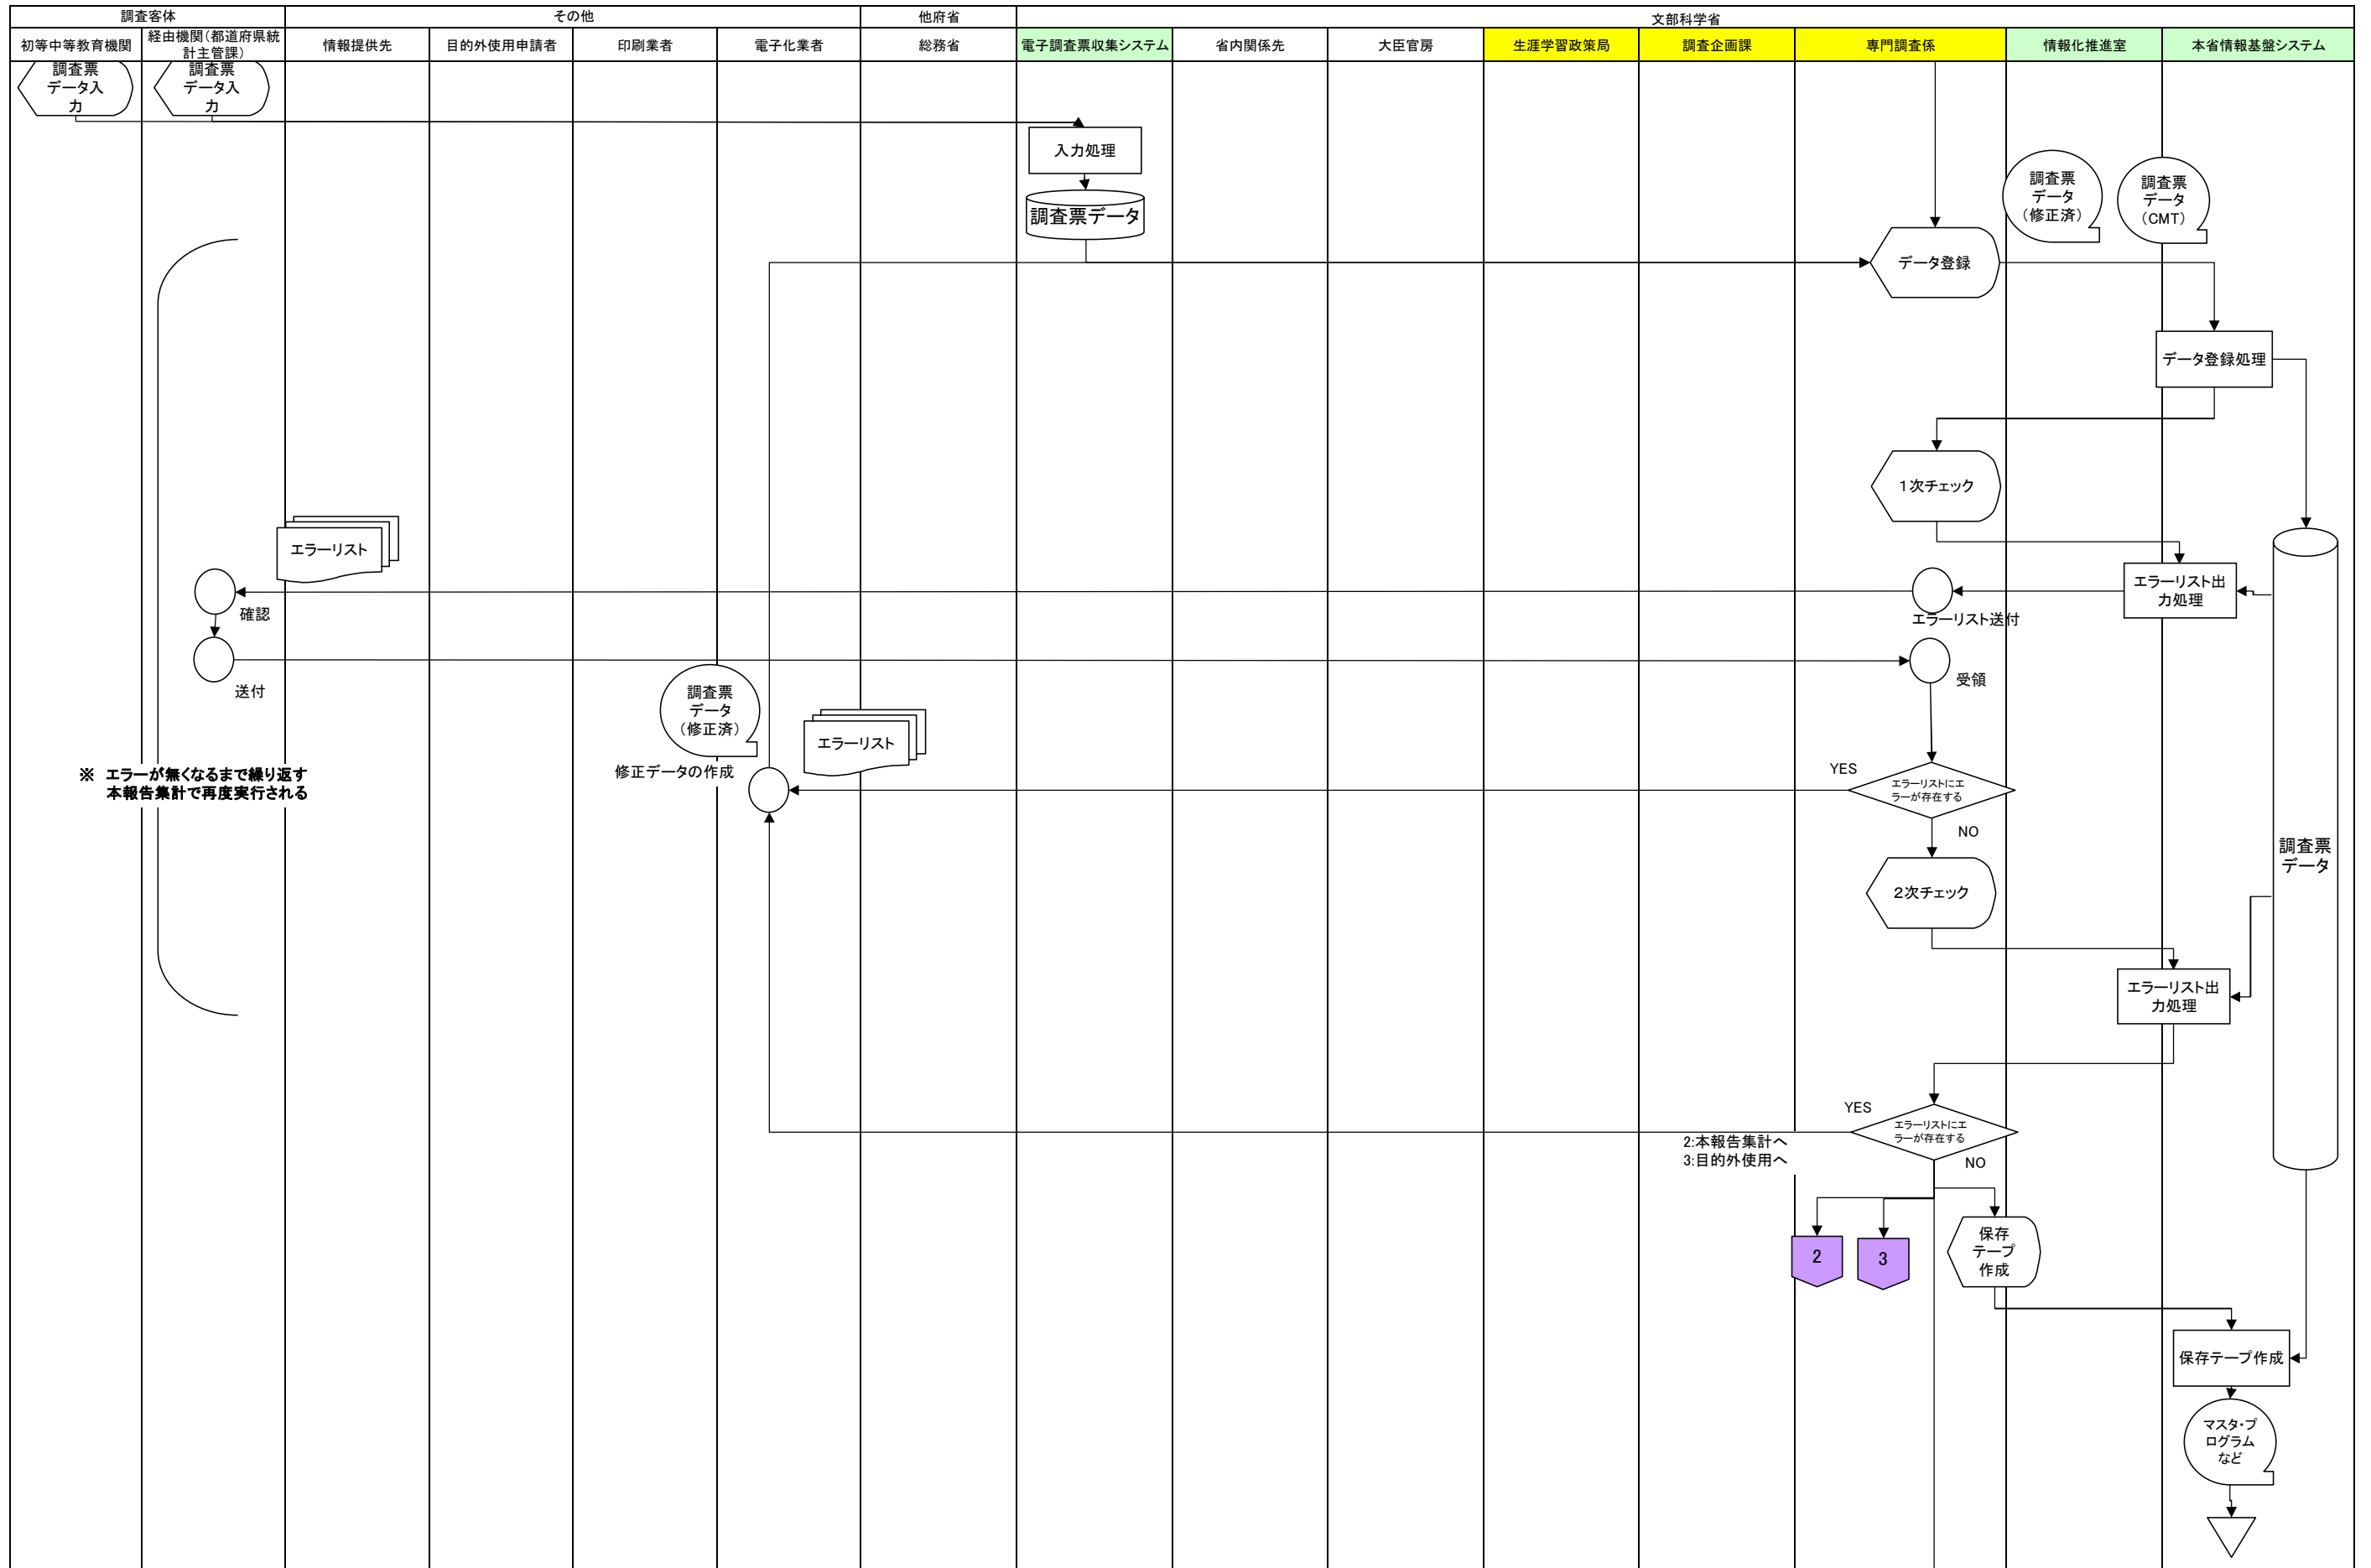 調査客体
その他
他府省
文部科学省
初等中等教育機関
経由機関(都道府県統
計主管課)
情報提供先
目的外使用申請者
印刷業者
電子化業者
総務省
電子調査票収集システム
省内関係先
大臣官房
生涯学習政策局
調査企画課
専門調査係
情報化推進室
本省情報基盤システム
調査票
データ入
力
調査票
データ入
力
入力処理
調査票データ
調査票
データ
(修正済)
調査票
データ
(CMT)
データ登録
データ登録処理
1次チェック
エラーリスト
エラーリスト出
力処理
確認
エラーリスト送付
送付
受領
調査票
データ
(修正済)
エラーリスト
修正データの作成
※ エラーが無くなるまで繰り返す
本報告集計で再度実行される
YES
エラーリストにエ
ラーが存在する
NO
調査票
データ
2次チェック
エラーリスト出
力処理
YES
エラーリストにエ
ラーが存在する
NO
2:本報告集計へ
3:目的外使用へ
2
3
保存
テープ
作成
保存テープ作成
マスタ・プ
ログラム
など